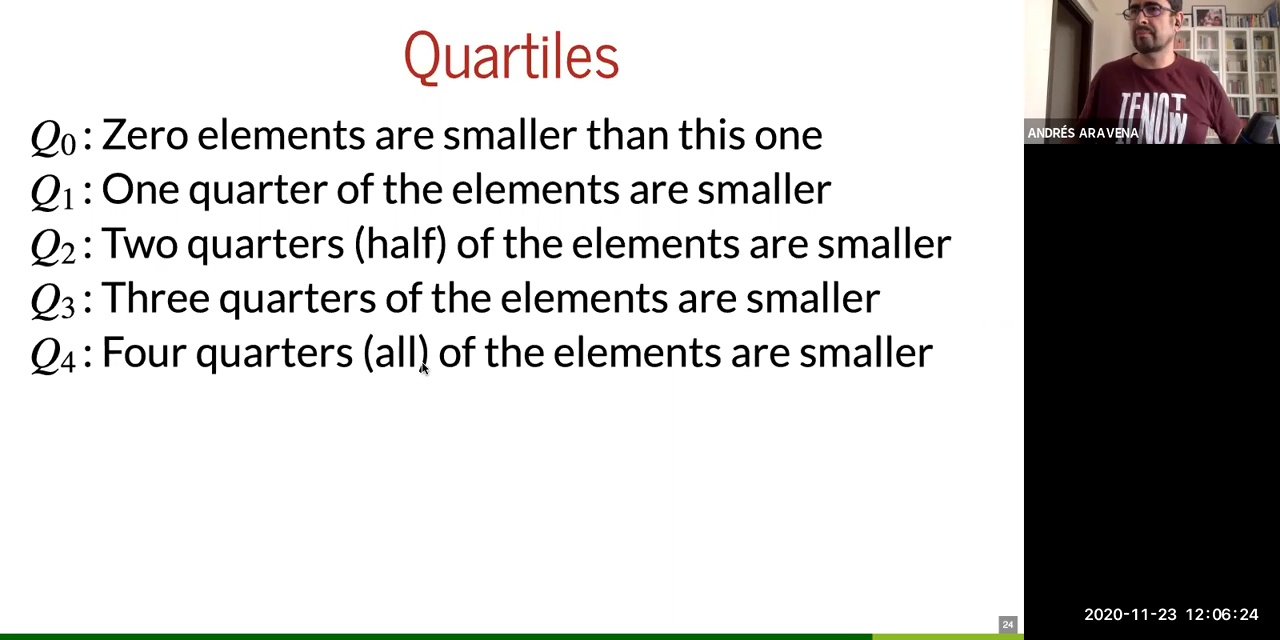 Quartiles
Q0: Zero elements are smaller than this one
Q1: One quarter of the elements are smaller
Q2: Two quarters (half) of the elements are smaller
Q3: Three quarters of the elements are smaller
Q4: Four quarters (all) of the elements are smaller
24
ANDRÉS ARAVENA
2020-11-23 12:06:24